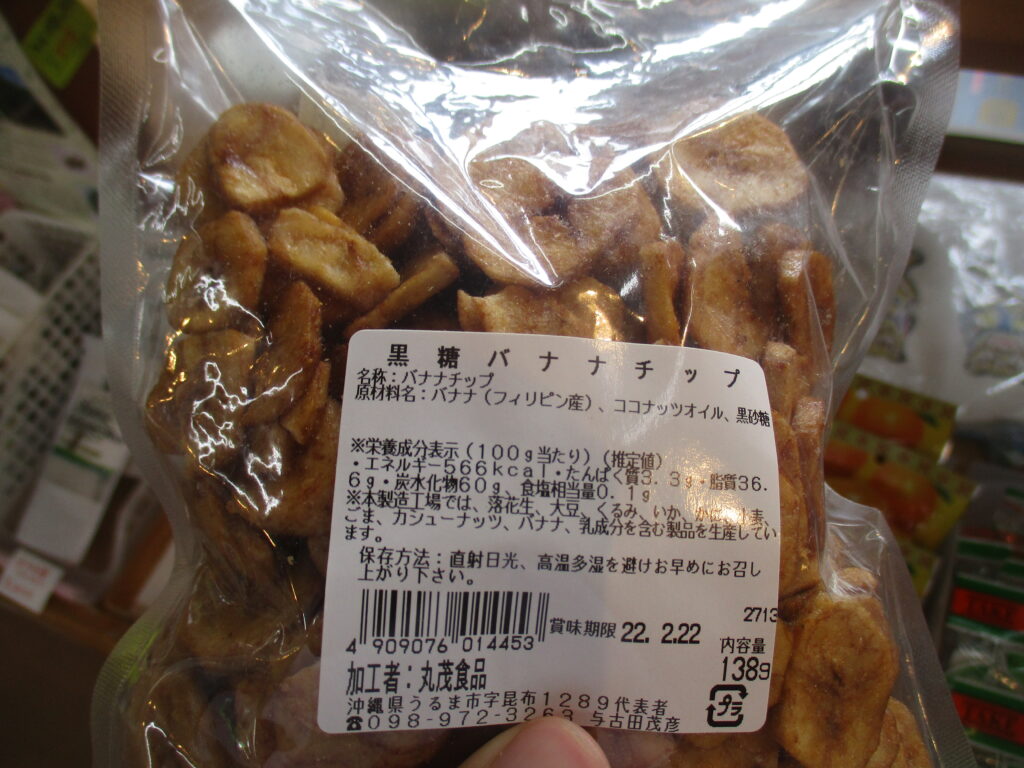 黒糖バナナチップ
名称：バナナチップ
原材料名：バナナ（フィリピン産）、ココナッツオイル、黒砂糖
※栄養成分表示（100g当たり）（推定値）
・エネルギー566kcal・たんぱく質3.3g・脂質36.
6g・炭水化物60g、食塩相当量0.1g
※本製造工場では、落花生、大豆、くるみ、いか、小麦
ごま、カシューナッツ、バナナ、乳成分を含む製品を生産してい
ます。
保存方法：直射日光、高温多湿を避けお早めにお召し
上がり下さい。
2713
4 909076 014453
賞味期限 22. 2.22
内容量
138g
プラ
加工者：丸茂食品
沖縄県うるま市字昆布1289代表者
☎098-972-3263 与古田茂彦